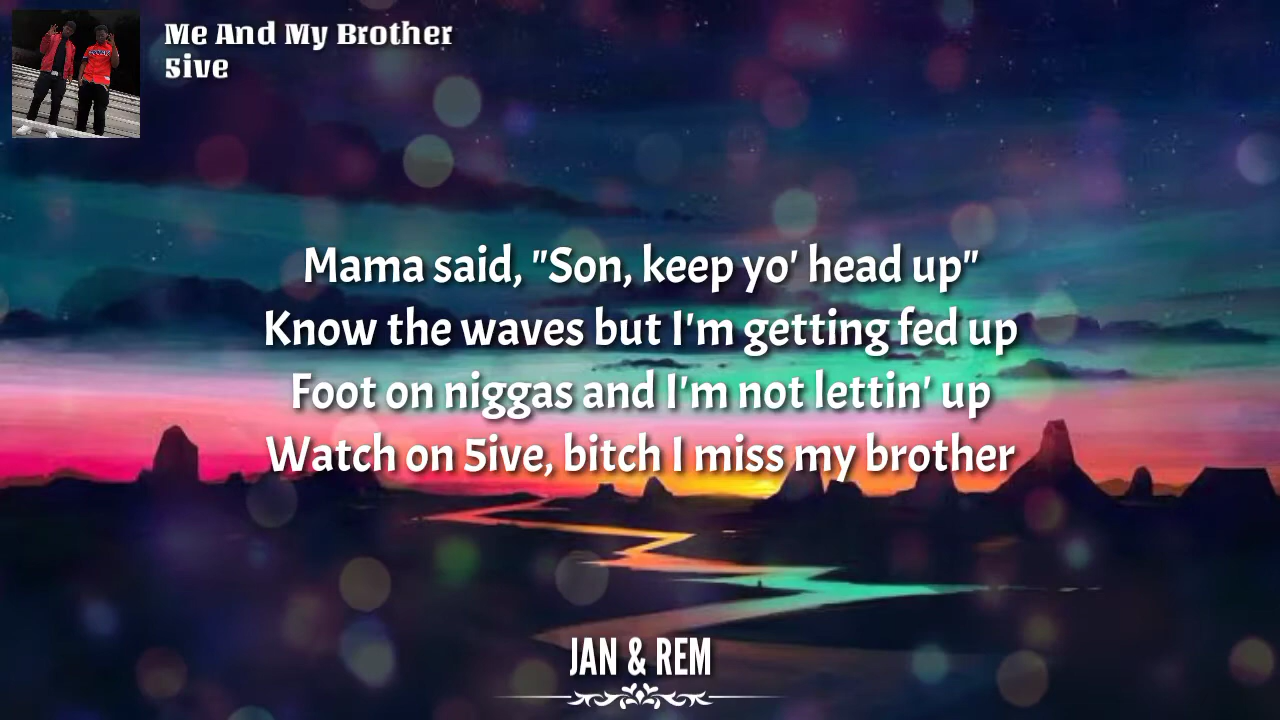 Me And My Brother
5ive
Mama said, "Son, keep yo' head up"
Know the waves but I'm getting fed up
Foot on niggas and I'm not lettin' up
Watch on 5ive, bitch I miss my brother
JAN & REM